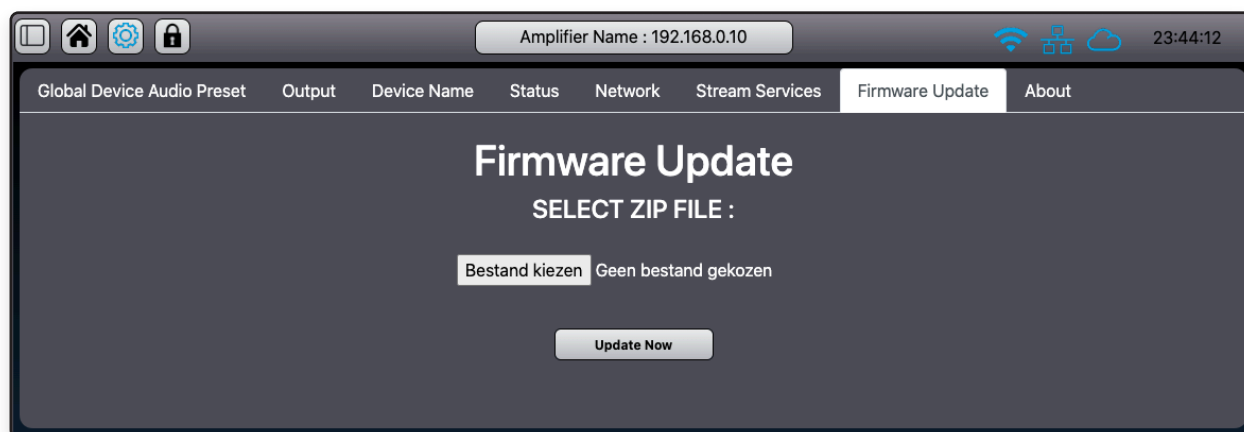 Amplifier Name : 192.168.0.10
23:44:12
Global Device Audio Preset Output Device Name Status Network Stream Services Firmware Update About
Firmware Update
SELECT ZIP FILE :
Bestand kiezen Geen bestand gekozen
Update Now